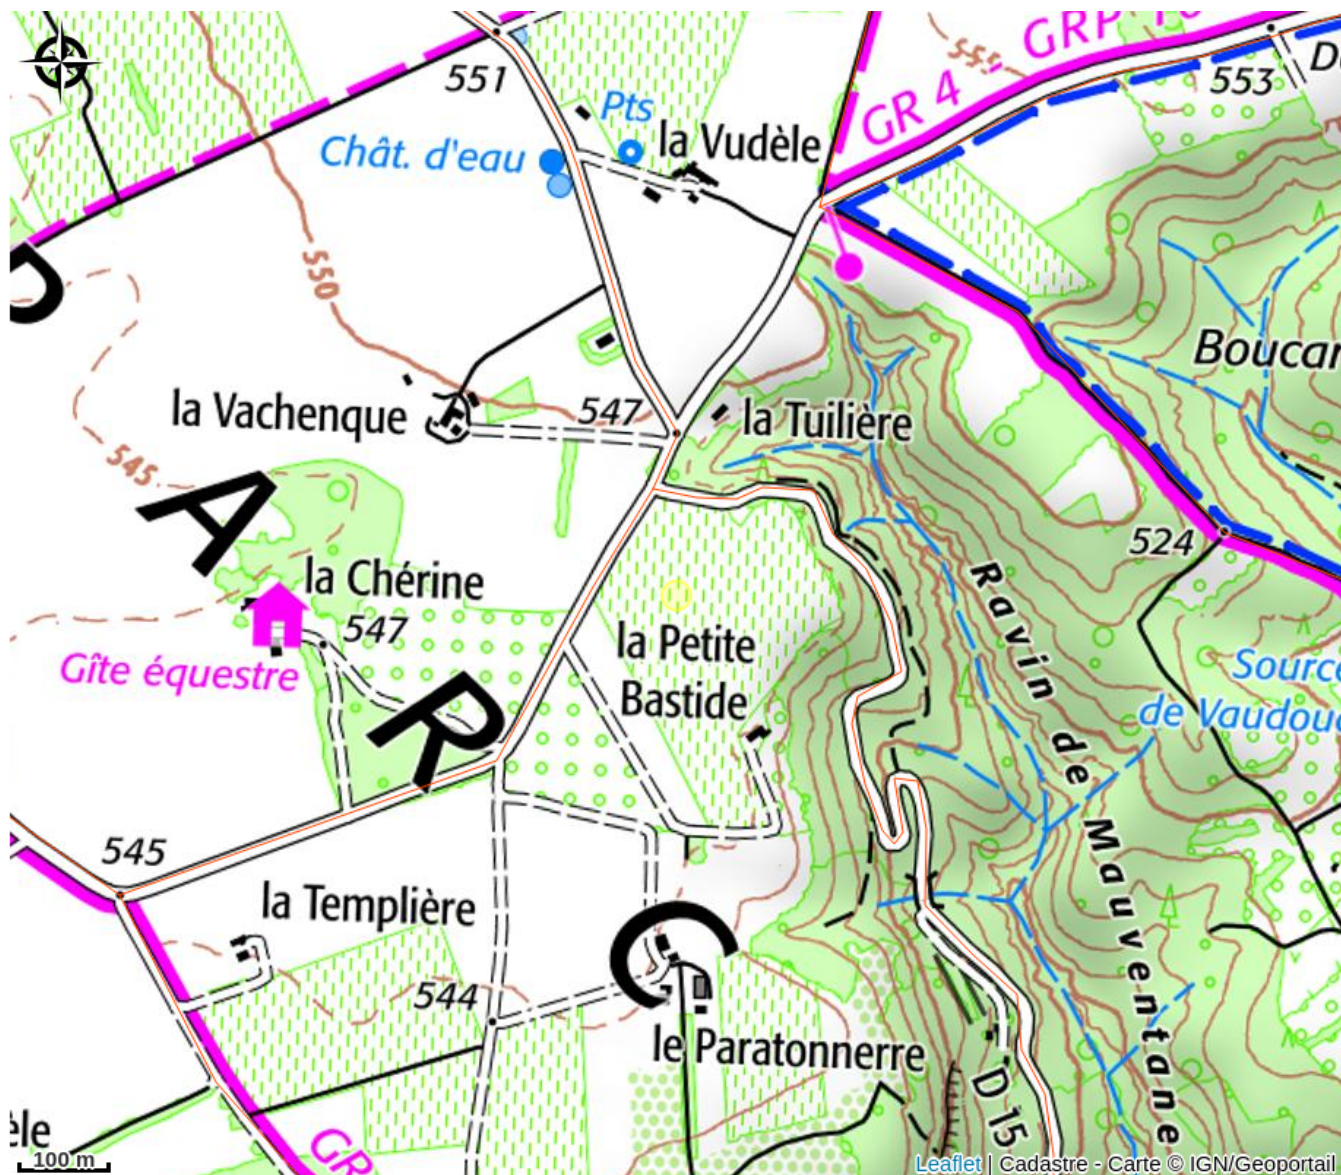 GRP
GR 4
555
553
551
Pts
la Vudèle
Chât. d'eau
550
Boucar
la Vachenque
547
la Tuilière
545
P
A
R
C
524
la Chérine
547
Gîte équestre
la Petite
Bastide
Ravin de Mauventane
Source
de Vaudou
545
la Templière
544
le Paratonnerre
D 15
èle
GR
100 m
Leaflet | Cadastre - Carte © IGN/Geoportail